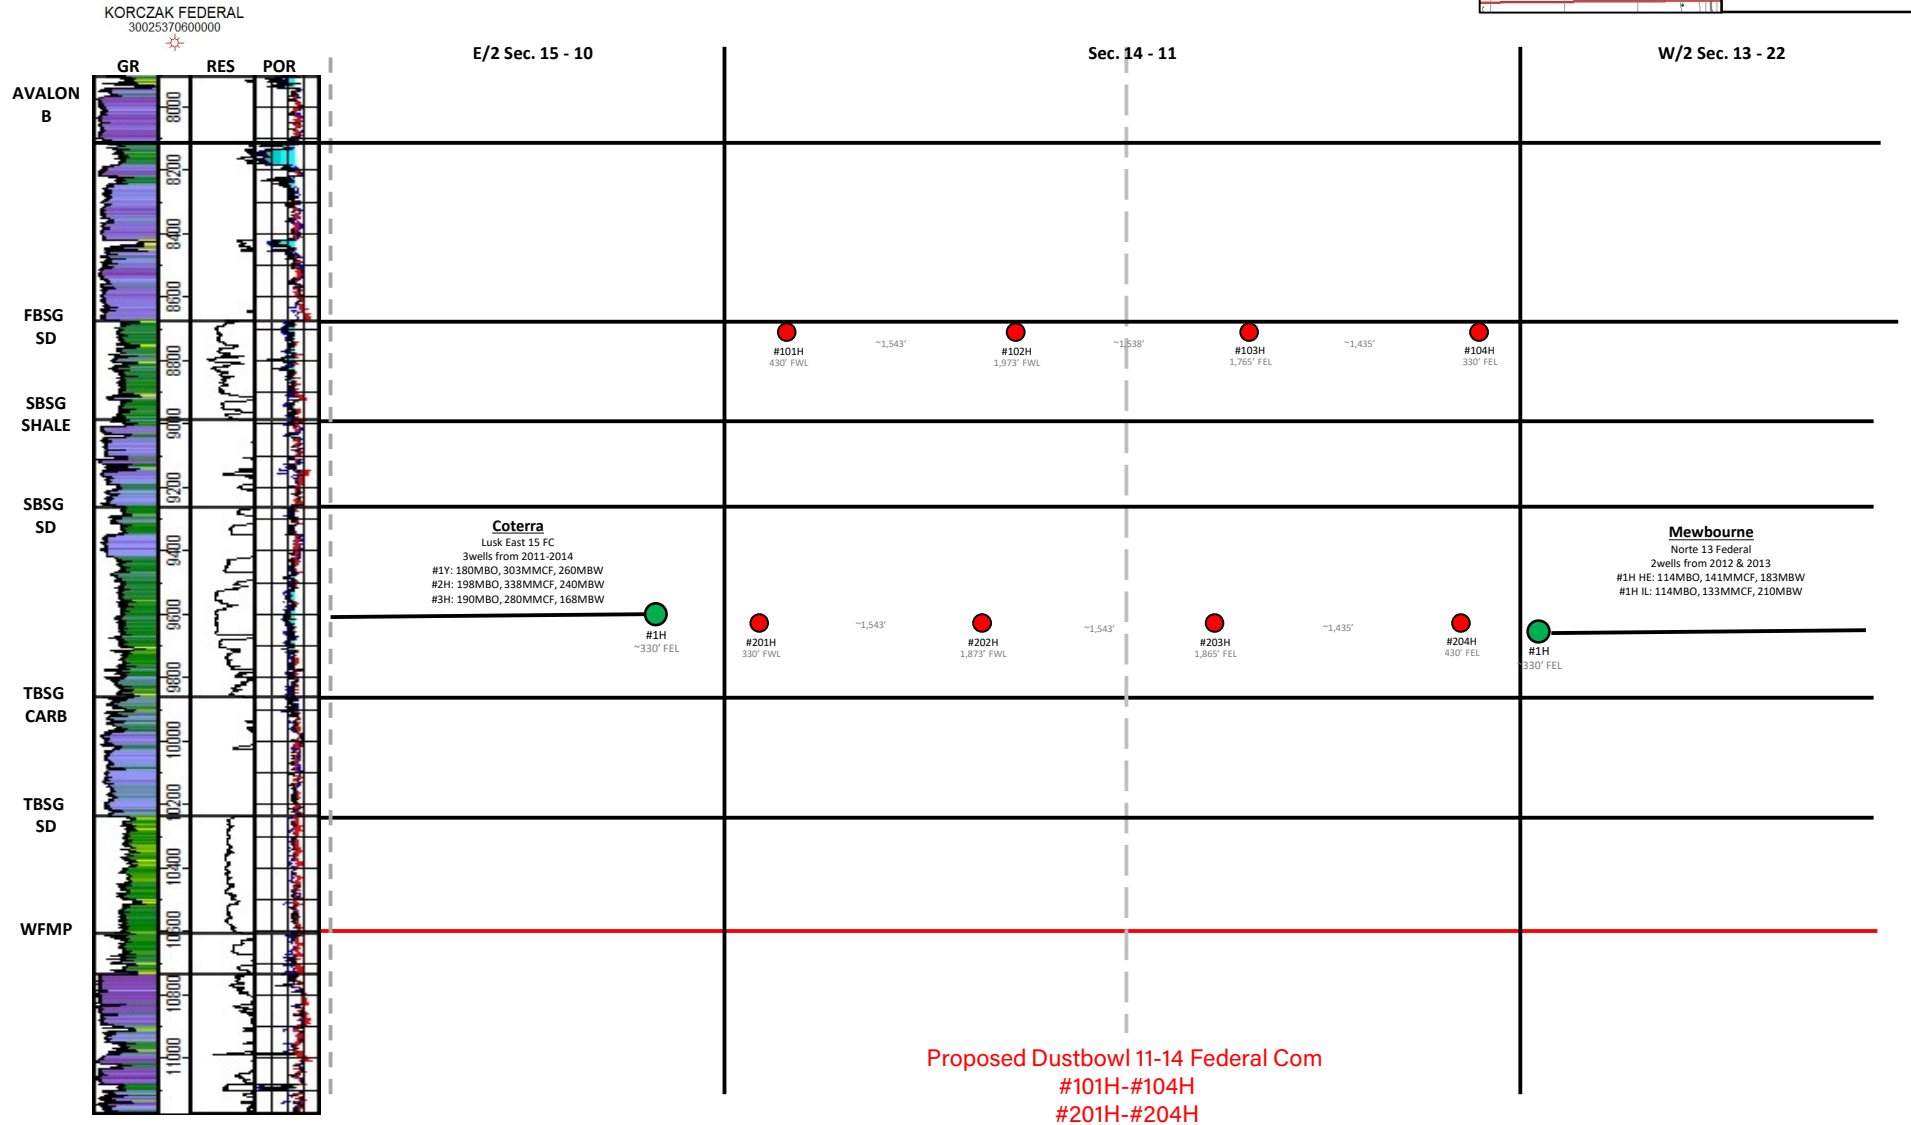 KORCZAK FEDERAL
30025370600000
GR RES POR
E/2 Sec. 15 - 10
Sec. 14 - 11
W/2 Sec. 13 - 22
AVALON
B
FBSG
SD
SBSG
SHALE
SBSG
SD
TBSG
CARB
TBSG
SD
WFMP
8000
8200
8400
8600
8800
9000
9200
9400
9600
9800
10000
10200
10400
10600
10800
11000
#101H
430' FWL
~1,543'
#102H
1,973' FWL
~1,538'
#103H
1,765' FEL
~1,435'
#104H
330' FEL
Coterra
Lusk East 15 FC
3wells from 2011-2014
#1Y: 180MBO, 303MMCF, 260MBW
#2H: 198MBO, 338MMCF, 240MBW
#3H: 190MBO, 280MMCF, 168MBW
#1H
~330' FEL
#201H
330' FWL
~1,543'
#202H
1,873' FWL
~1,543'
#203H
1,865' FEL
~1,435'
#204H
430' FEL
Mewbourne
Norte 13 Federal
2wells from 2012 & 2013
#1H HE: 114MBO, 141MMCF, 183MBW
#1H IL: 114MBO, 133MMCF, 210MBW
#1H
~330' FEL
Proposed Dustbowl 11-14 Federal Com
#101H-#104H
#201H-#204H